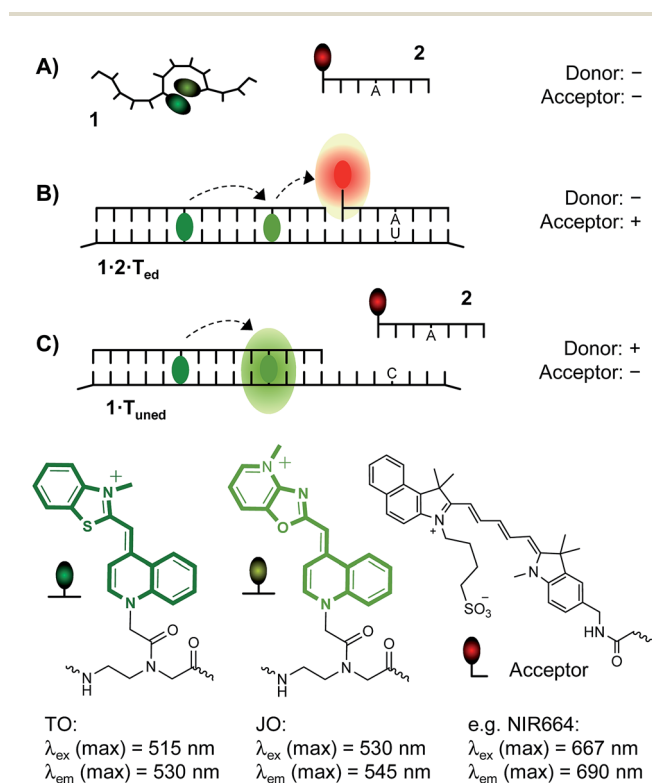 A)
1
2
A
Donor: –
Acceptor: –
B)
A
U
1·2·Ted
Donor: –
Acceptor: +
C)
2
A
C
1·Tuned
Donor: +
Acceptor: –
N
+
S
N
O
N
H
N
O
N
+
N
O
N
O
N
H
N
O
N
+
SO3
–
N
HN
O
Acceptor
TO:
λex (max) = 515 nm
λem (max) = 530 nm
JO:
λex (max) = 530 nm
λem (max) = 545 nm
e.g. NIR664:
λex (max) = 667 nm
λem (max) = 690 nm